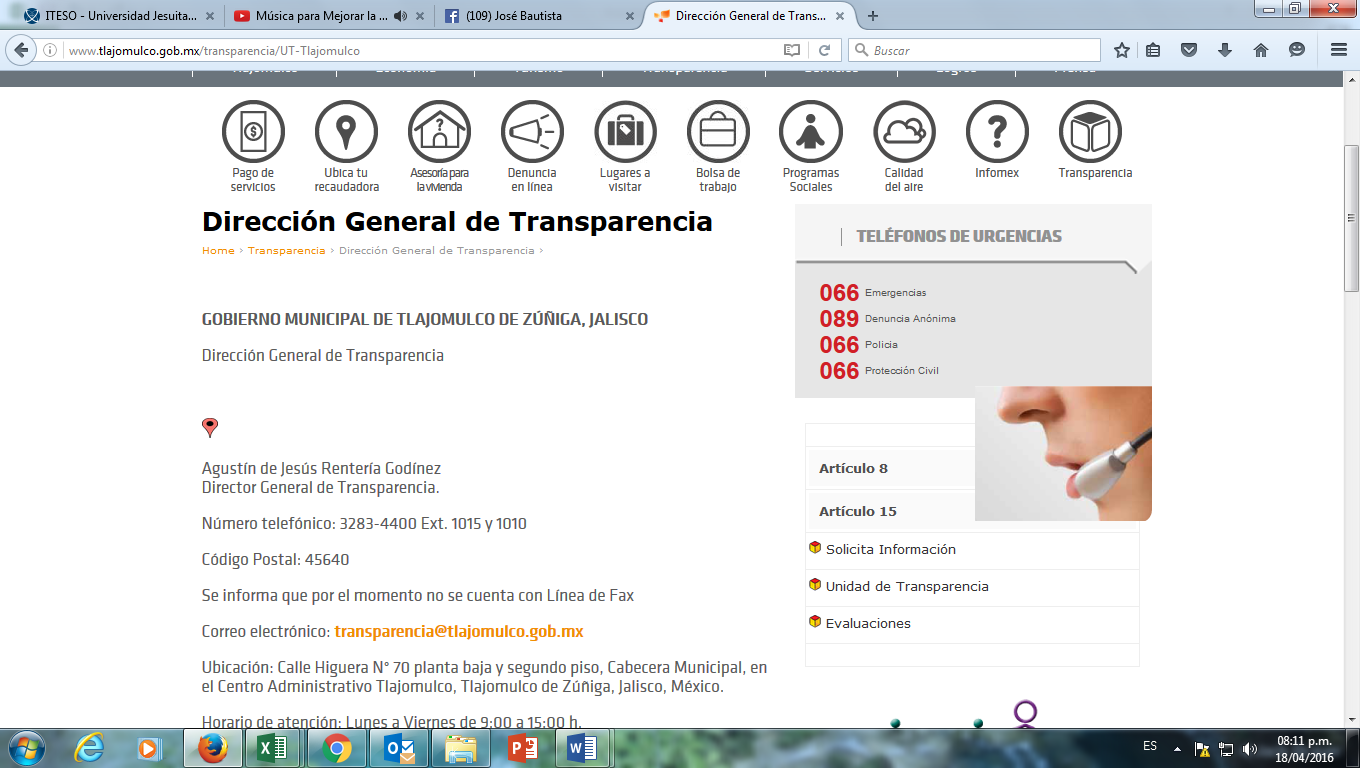 ITESO - Universidad Jesuita...
Música para Mejorar la ...
(109) José Bautista
Dirección General de Trans...
www.tlajomulco.gob.mx/transparencia/UT-Tlajomulco
Buscar
Tlajomulco
Economía
Turismo
Transparencia
Servicios
Logros
Prensa
Pago de
servicios
Ubica tu
recaudadora
Asesoría para
la vivienda
Denuncia
en línea
Lugares a
visitar
Bolsa de
trabajo
Programas
Sociales
Calidad
del aire
Infomex
Transparencia
Dirección General de Transparencia
Home > Transparencia > Dirección General de Transparencia >
GOBIERNO MUNICIPAL DE TLAJOMULCO DE ZÚÑIGA, JALISCO
Dirección General de Transparencia
Agustín de Jesús Rentería Godínez
Director General de Transparencia.
Número telefónico: 3283-4400 Ext. 1015 y 1010
Código Postal: 45640
Se informa que por el momento no se cuenta con Línea de Fax
Correo electrónico: transparencia@tlajomulco.gob.mx
Ubicación: Calle Higuera N° 70 planta baja y segundo piso, Cabecera Municipal, en
el Centro Administrativo Tlajomulco, Tlajomulco de Zúñiga, Jalisco, México.
Horario de atención: Lunes a Viernes de 9:00 a 15:00 h.
TELÉFONOS DE URGENCIAS
066 Emergencias
089 Denuncia Anónima
066 Policia
066 Protección Civil
Artículo 8
Artículo 15
Solicita Información
Unidad de Transparencia
Evaluaciones
ES
08:11 p.m.
18/04/2016